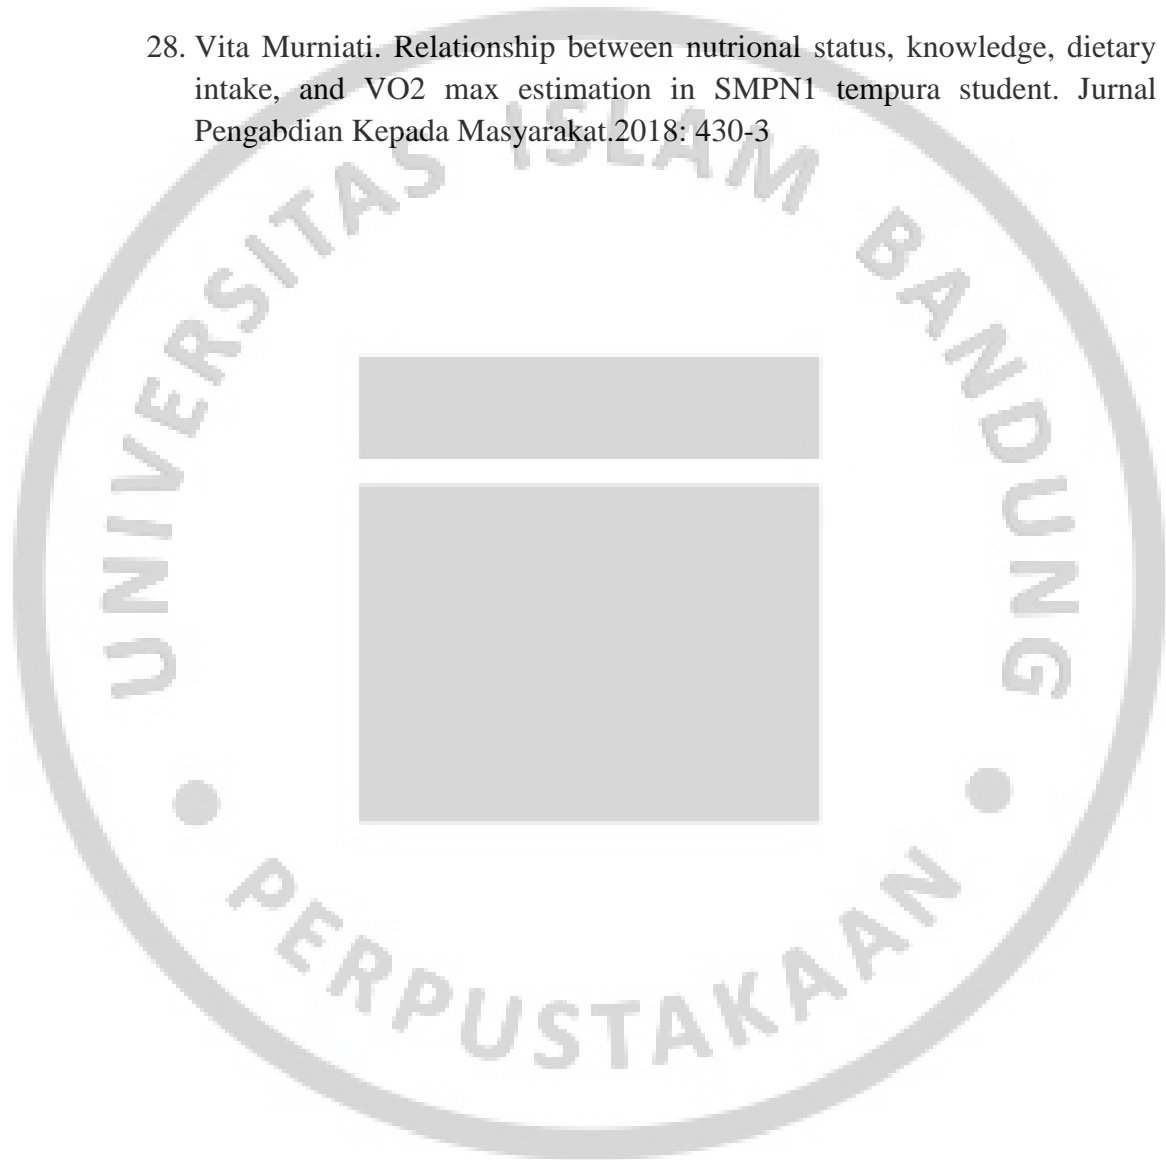 28. Vita Murniati. Relationship between nutrional status, knowledge, dietary
intake, and VO2 max estimation in SMPN1 tempura student. Jurnal
Pengabdian Kepada Masyarakat.2018: 430-3
UNIVERSITAS ISLAM BANDUNG
PERPUSTAKAAN